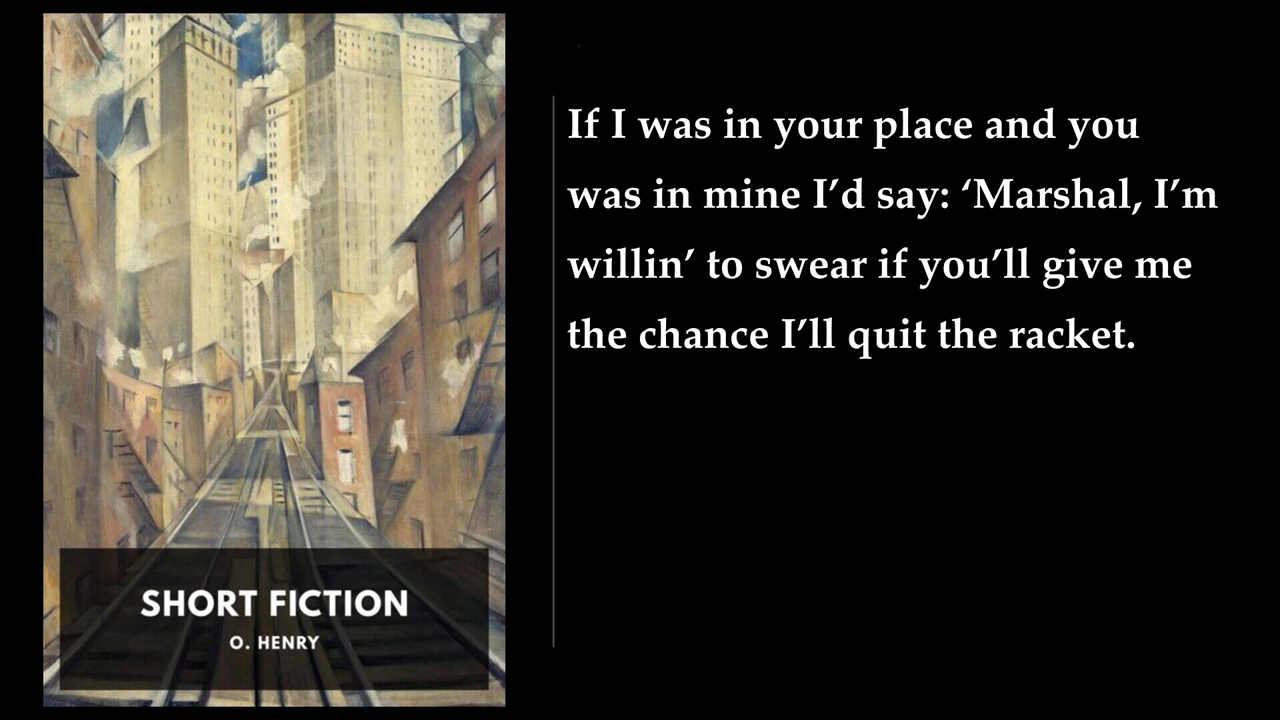 If I was in your place and you
was in mine I’d say: ‘Marshal, I’m
willin’ to swear if you’ll give me
the chance I’ll quit the racket.
SHORT FICTION
O. HENRY